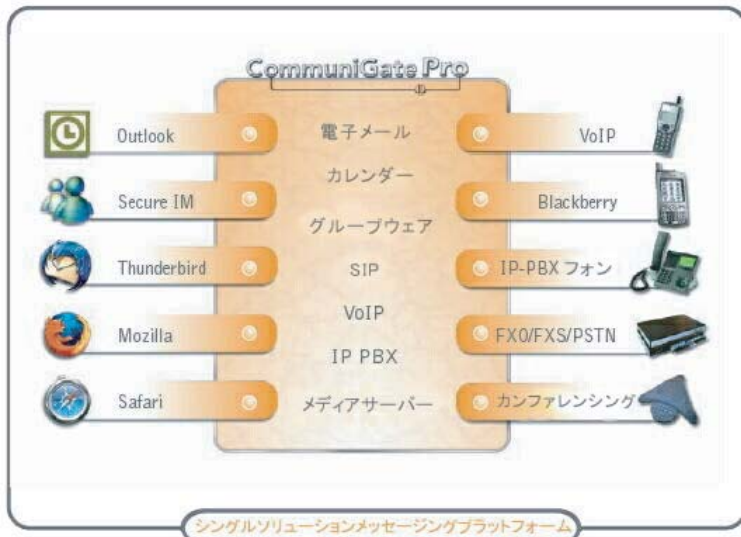 CommuniGate Pro
Outlook
Secure IM
Thunderbird
Mozilla
Safari
電子メール
カレンダー
グループウェア
SIP
VoIP
IP PBX
メディアサーバー
VoIP
Blackberry
IP-PBX フォン
FXO/FXS/PSTN
カンファレンシング
シングルソリューションメッセージングプラットフォーム